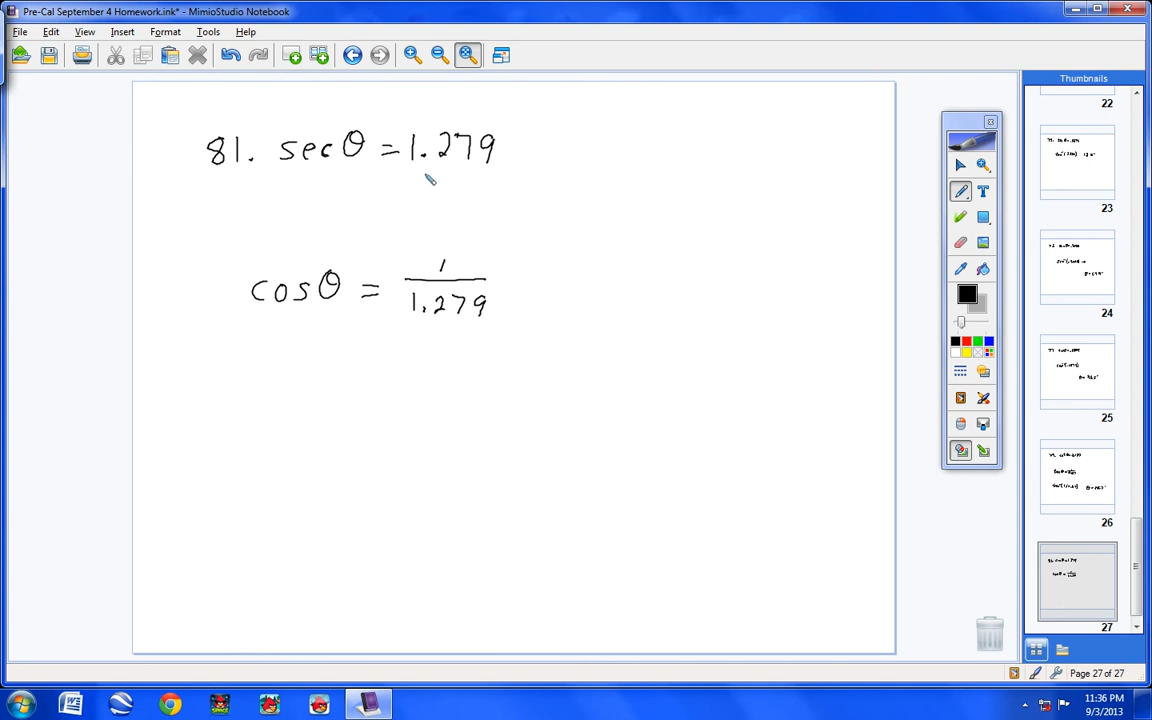 Pre-Cal September 4 Homework.ink* - MimioStudio Notebook
File Edit View Insert Format Tools Help
Thumbnails
81. secθ = 1.279
cosθ = 1/1.279
22
23
24
25
26
27
Page 27 of 27
11:36 PM
9/3/2013